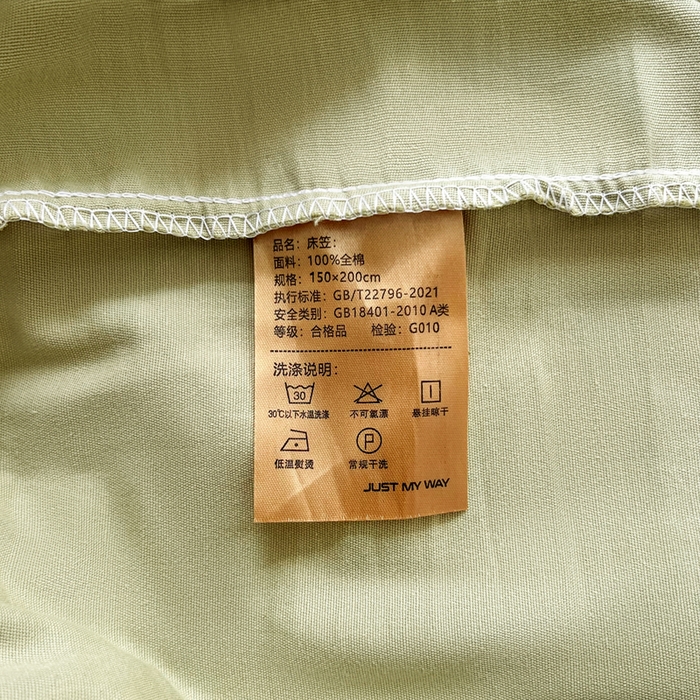 品名：床笠：
面料：100%全棉
规格：150×200cm
执行标准：GB/T22796-2021
安全类别：GB18401-2010 A类
等级：合格品 检验：G010
洗涤说明：
30
30℃以下水温洗涤 不可氯漂 悬挂晾干
P
低温熨烫 常规干洗
JUST MY WAY